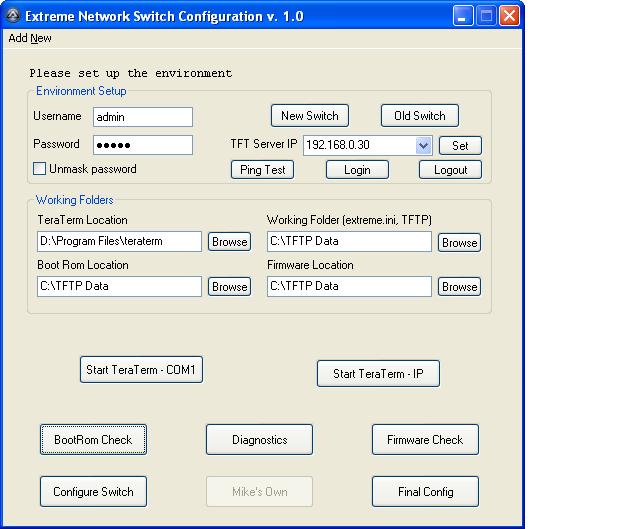 Extreme Network Switch Configuration v. 1.0
Add New
Please set up the environment
Environment Setup
Username admin New Switch Old Switch
Password ●●●●● TFT Server IP 192.168.0.30 Set
Unmask password Ping Test Login Logout
Working Folders
TeraTerm Location Working Folder (extreme.ini, TFTP)
D:\Program Files\teraterm Browse C:\TFTP Data Browse
Boot Rom Location Firmware Location
C:\TFTP Data Browse C:\TFTP Data Browse
Start TeraTerm - COM1 Start TeraTerm - IP
BootRom Check Diagnostics Firmware Check
Configure Switch Mike's Own Final Config